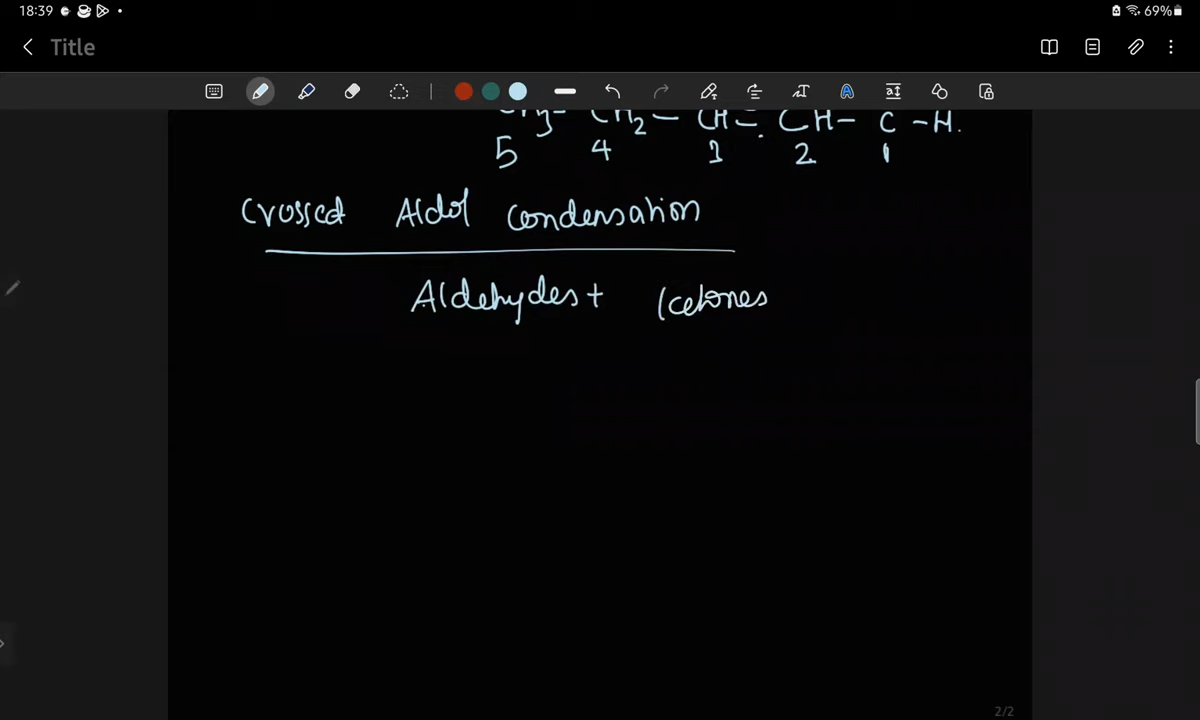 18:39
69%
Title
CH3- CH2- CH=CH- C-H.
5 4 3 2 1
Crossed Aldol condensation
Aldehydes+ Ketones
2/2